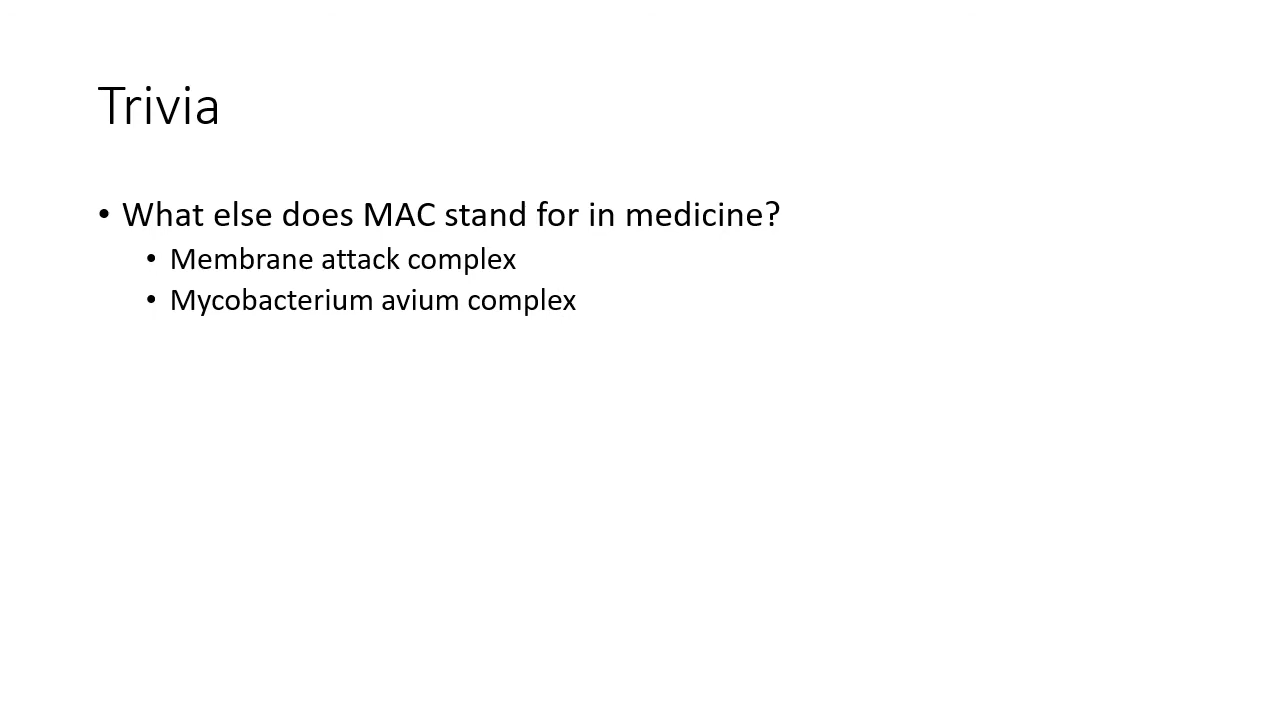 Trivia
• What else does MAC stand for in medicine?
• Membrane attack complex
• Mycobacterium avium complex